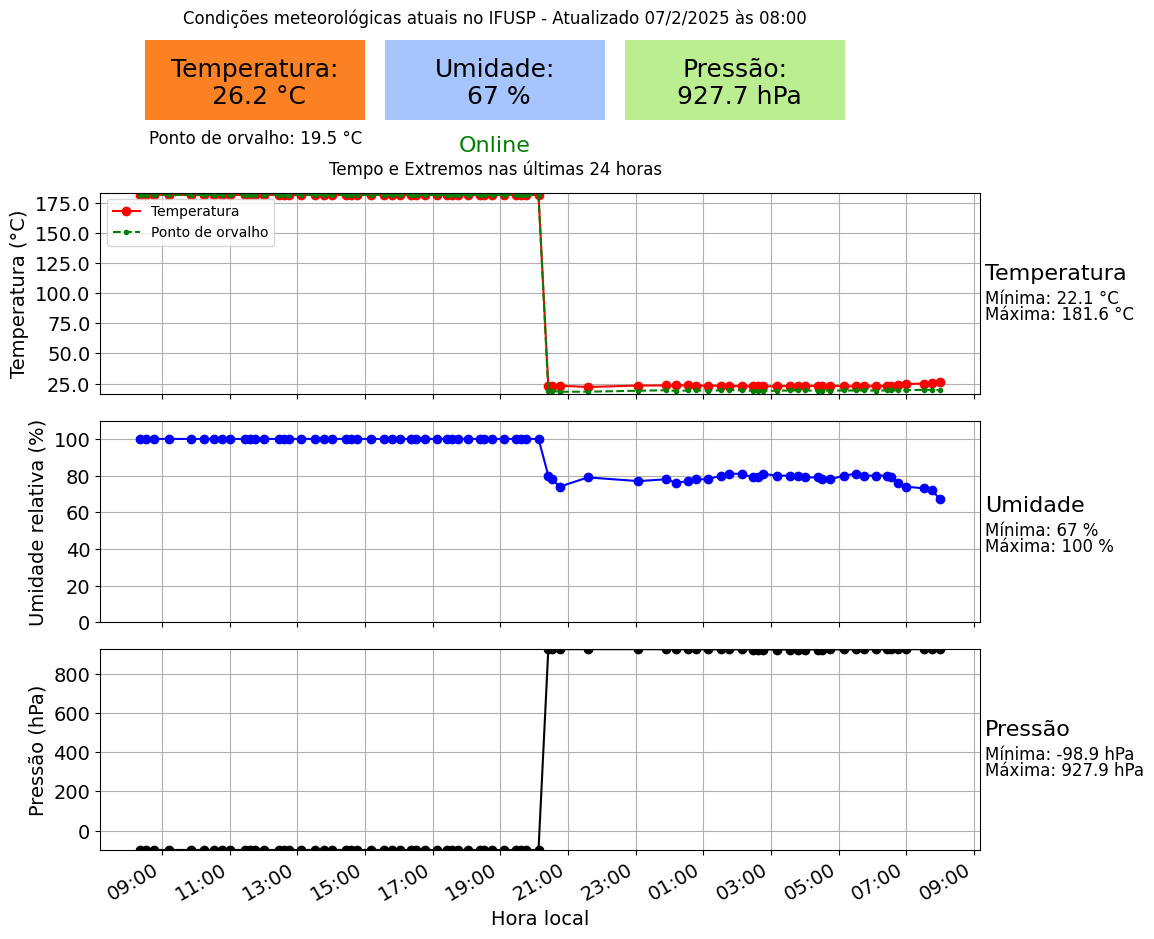 Condições meteorológicas atuais no IFUSP - Atualizado 07/2/2025 às 08:00
Temperatura:
26.2 °C
Umidade:
67 %
Pressão:
927.7 hPa
Ponto de orvalho: 19.5 °C
Online
Tempo e Extremos nas últimas 24 horas
Temperatura (°C)
175.0
150.0
125.0
100.0
75.0
50.0
25.0
Temperatura
Ponto de orvalho
Temperatura
Mínima: 22.1 °C
Máxima: 181.6 °C
Umidade relativa (%)
100
80
60
40
20
0
Umidade
Mínima: 67 %
Máxima: 100 %
Pressão (hPa)
800
600
400
200
0
Pressão
Mínima: -98.9 hPa
Máxima: 927.9 hPa
09:00 11:00 13:00 15:00 17:00 19:00 21:00 23:00 01:00 03:00 05:00 07:00 09:00
Hora local